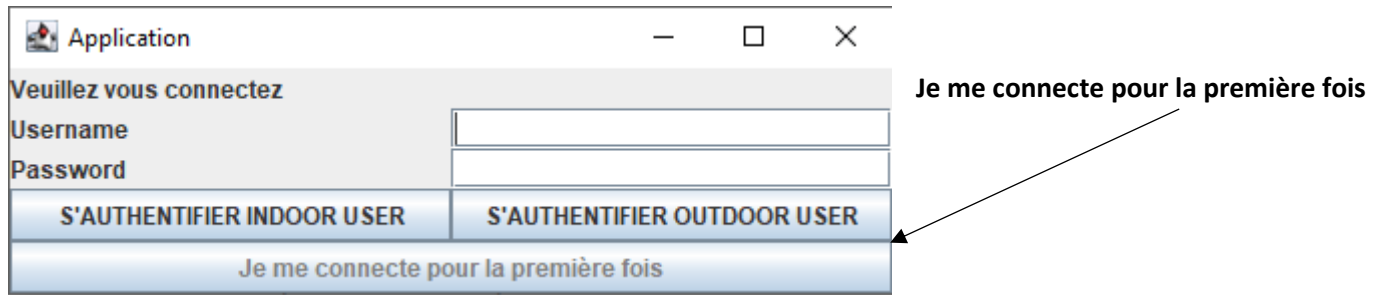 Application
Veuillez vous connectez
Username
Password
S'AUTHENTIFIER INDOOR USER
S'AUTHENTIFIER OUTDOOR USER
Je me connecte pour la première fois
Je me connecte pour la première fois